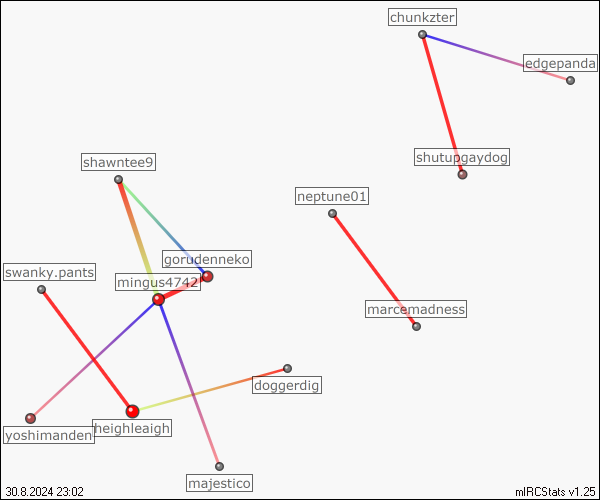 chunkzter
edgepanda
shutupgaydog
shawntee9
neptune01
gorudenneko
swanky.pants
mingus4742
marcemadness
doggerdig
yoshimanden
heighleaigh
majestico
30.8.2024 23:02
mIRCStats v1.25